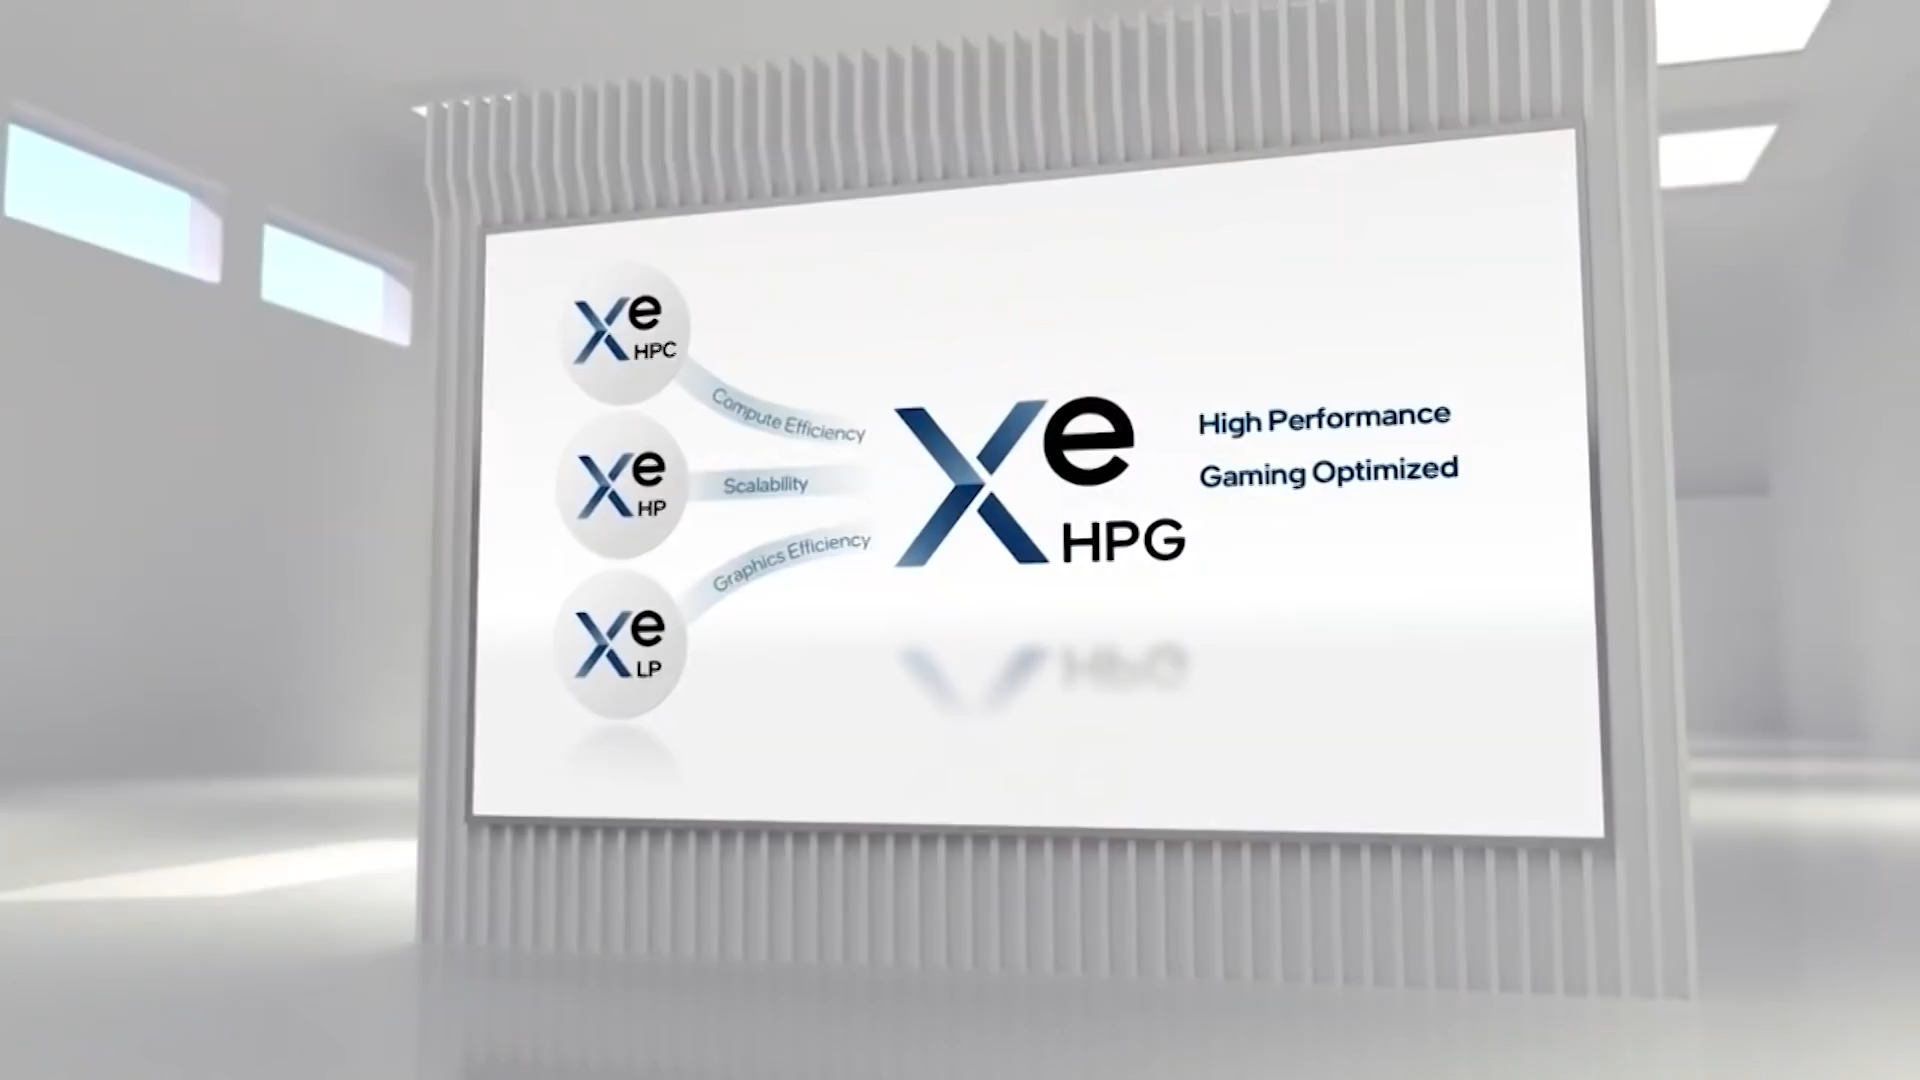 Xe HPC
Compute Efficiency
Xe HP
Scalability
Xe LP
Graphics Efficiency
Xe HPG
High Performance
Gaming Optimized